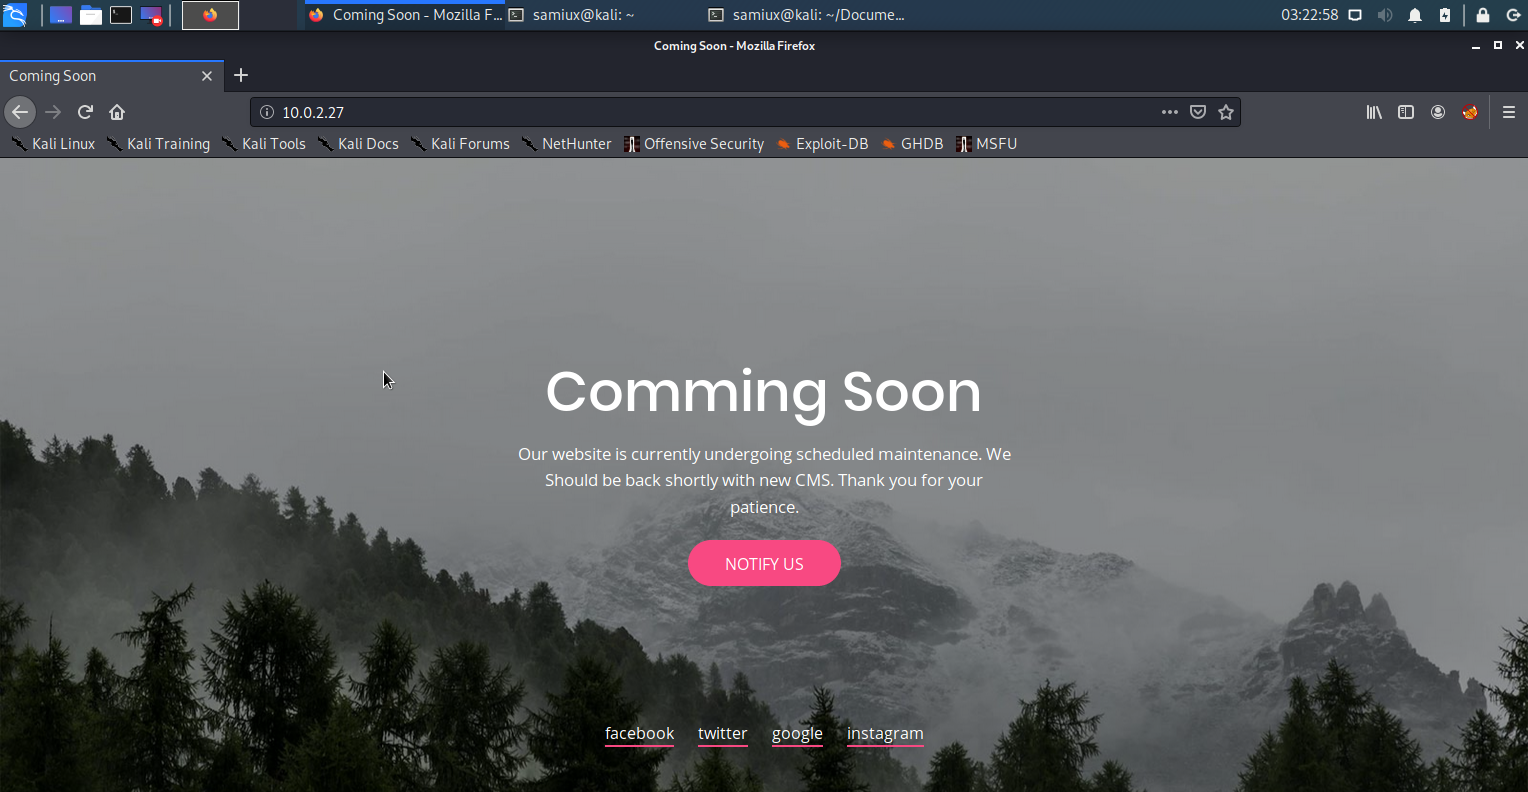 Coming Soon - Mozilla F...
samiux@kali: ~
samiux@kali: ~/Docume...
03:22:58
Coming Soon - Mozilla Firefox
Coming Soon
10.0.2.27
Kali Linux
Kali Training
Kali Tools
Kali Docs
Kali Forums
NetHunter
Offensive Security
Exploit-DB
GHDB
MSFU
Comming Soon
Our website is currently undergoing scheduled maintenance. We
Should be back shortly with new CMS. Thank you for your
patience.
NOTIFY US
facebook
twitter
google
instagram